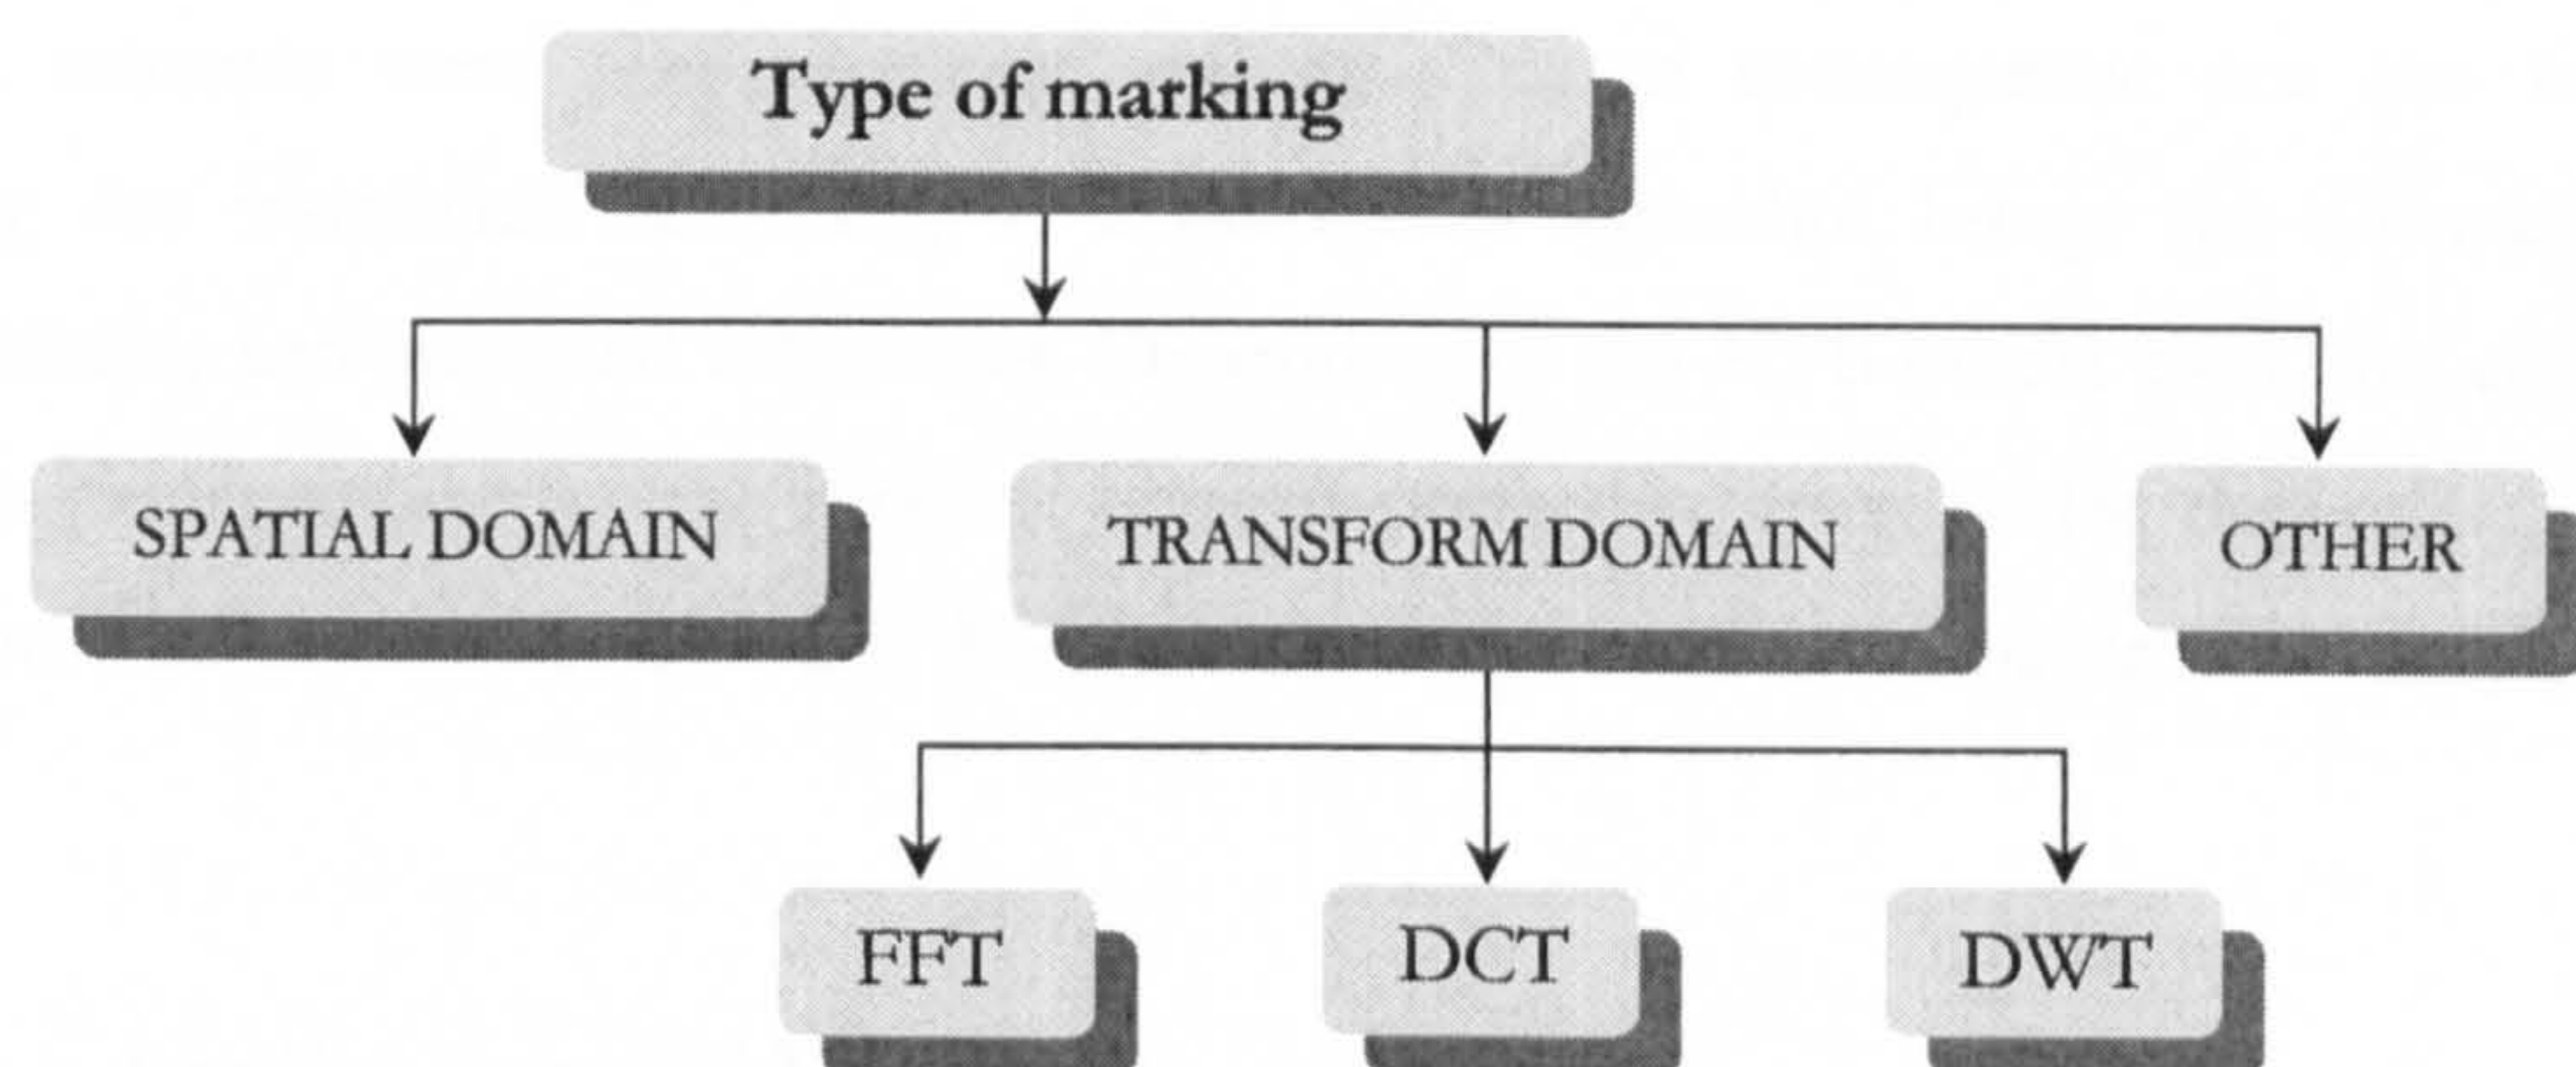 Type of marking
SPATIAL DOMAIN
TRANSFORM DOMAIN
OTHER
FFT
DCT
DWT